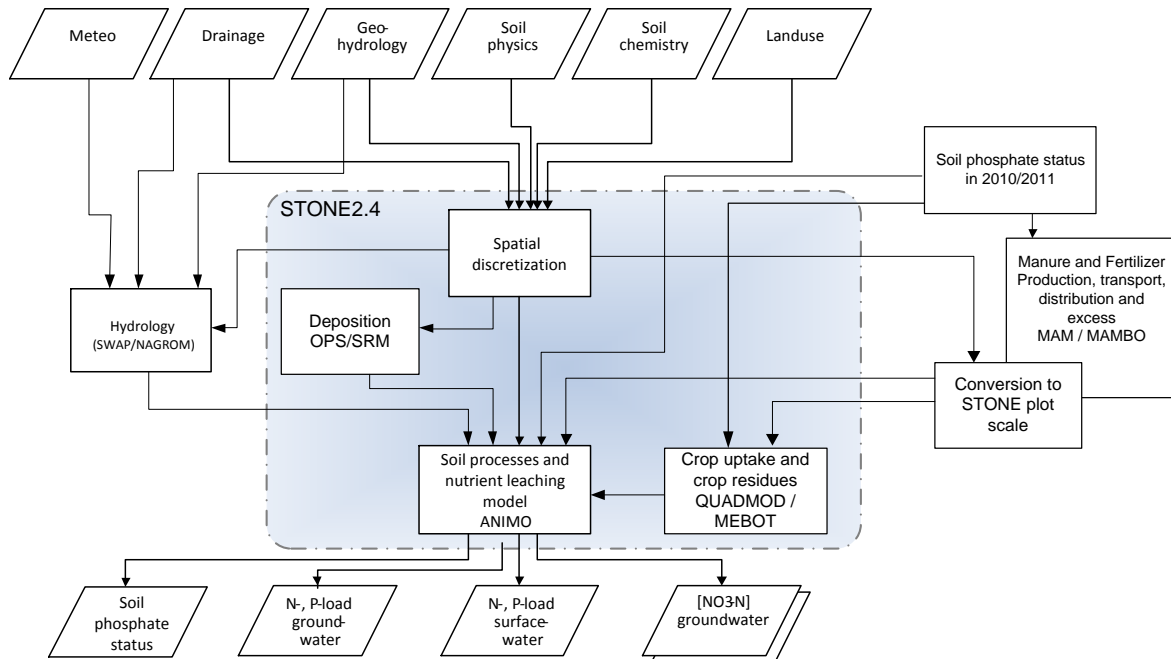 Meteo
Drainage
Geo-
hydrology
Soil
physics
Soil
chemistry
Landuse
Soil phosphate status
in 2010/2011
STONE2.4
Spatial
discretization
Manure and Fertilizer
Production, transport,
distribution and
excess
MAM / MAMBO
Hydrology
(SWAP/NAGROM)
Deposition
OPS/SRM
Conversion to
STONE plot
scale
Soil processes and
nutrient leaching
model
ANIMO
Crop uptake and
crop residues
QUADMOD /
MEBOT
Soil
phosphate
status
N-, P-load
ground-
water
N-, P-load
surface-
water
[NO3-N]
groundwater